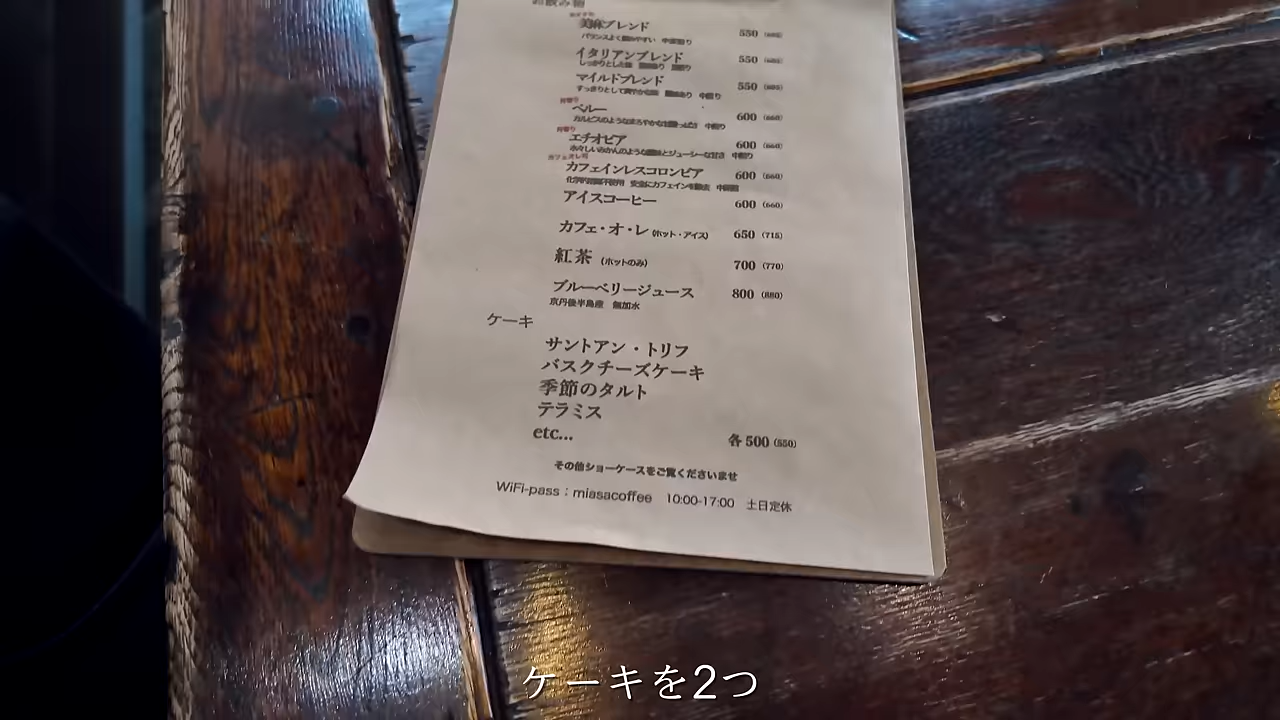 美麻ブレンド 550
イタリアンブレンド 550
マイルドブレンド 550
ペルー 600 (660)
エチオピア 600 (660)
カフェインレスコロンビア 600 (660)
アイスコーヒー 600 (660)
カフェ・オ・レ (ホット・アイス) 650 (715)
紅茶 (ホットのみ) 700 (770)
ブルーベリージュース 800 (880)
京丹後半島産 無加水
ケーキ
サントアン・トリフ
バスクチーズケーキ
季節のタルト
テラミス
etc... 各 500 (550)
その他ショーケースをご覧くださいませ
WiFi-pass：miasacoffee 10:00-17:00 土日定休
ケーキを2つ